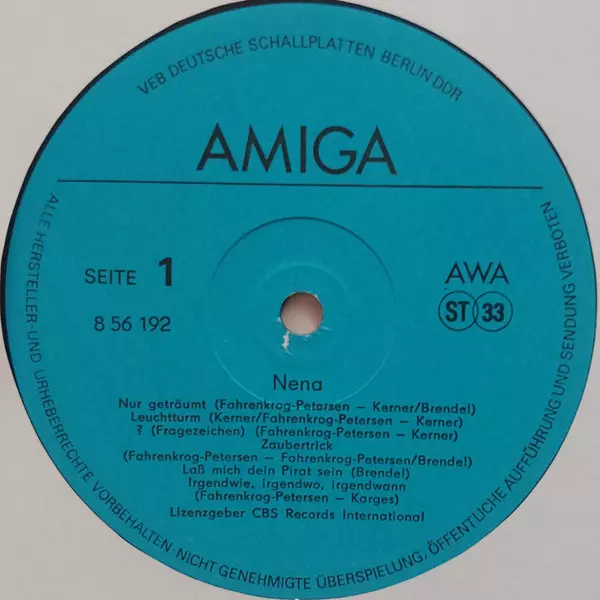 VEB DEUTSCHE SCHALLPLATTEN BERLIN DDR
AMIGA
SEITE 1
AWA
8 56 192
ST 33
Nena
Nur geträumt (Fahrenkrog-Petersen – Kerner/Brendel)
Leuchtturm (Kerner/Fahrenkrog-Petersen – Kerner)
? (Fragezeichen) (Fahrenkrog-Petersen – Kerner)
Zaubertrick
(Fahrenkrog-Petersen – Fahrenkrog-Petersen/Brendel)
Laß mich dein Pirat sein (Brendel)
Irgendwie, irgendwo, irgendwann
(Fahrenkrog-Petersen – Karges)
Lizenzgeber CBS Records International
ALLE HERSTELLER- UND URHEBERRECHTE VORBEHALTEN · NICHT GENEHMIGTE ÜBERSPIELUNG, ÖFFENTLICHE AUFFÜHRUNG UND SENDUNG VERBOTEN